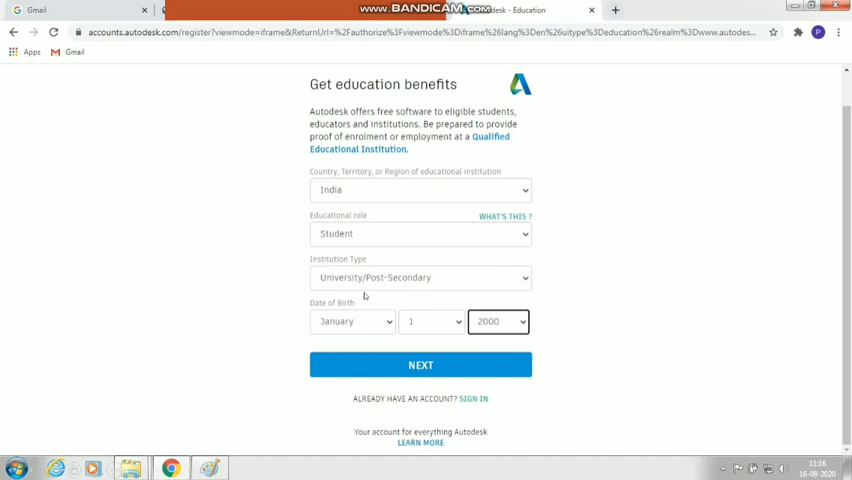 Gmail
www.BANDICAM.com
desk - Education
accounts.autodesk.com/register?viewmode=iframe&ReturnUrl=%2Fauthorize%3Fviewmode%3Diframe%26lang%3Den%26uitype%3Deducation%26realm%3Dwww.autodes...
P
Apps
Gmail
Get education benefits
Autodesk offers free software to eligible students,
educators and institutions. Be prepared to provide
proof of enrolment or employment at a Qualified
Educational Institution.
Country, Territory, or Region of educational institution
India
Educational role
WHAT'S THIS ?
Student
Institution Type
University/Post-Secondary
Date of Birth
January
1
2000
NEXT
ALREADY HAVE AN ACCOUNT? SIGN IN
Your account for everything Autodesk
LEARN MORE
11:16
16-08-2020